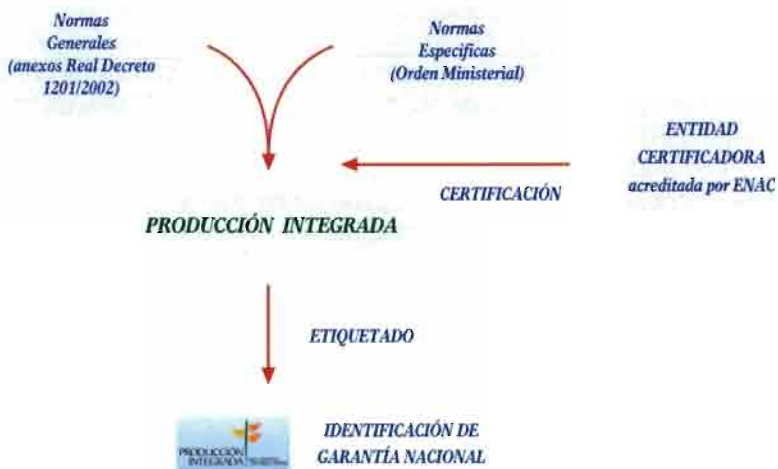 Normas
Generales
(anexos Real Decreto
1201/2002)
Normas
Específicas
(Orden Ministerial)
ENTIDAD
CERTIFICADORA
acreditada por ENAC
CERTIFICACIÓN
PRODUCCIÓN INTEGRADA
ETIQUETADO
PRODUCCIÓN
INTEGRADA
IDENTIFICACIÓN DE
GARANTÍA NACIONAL